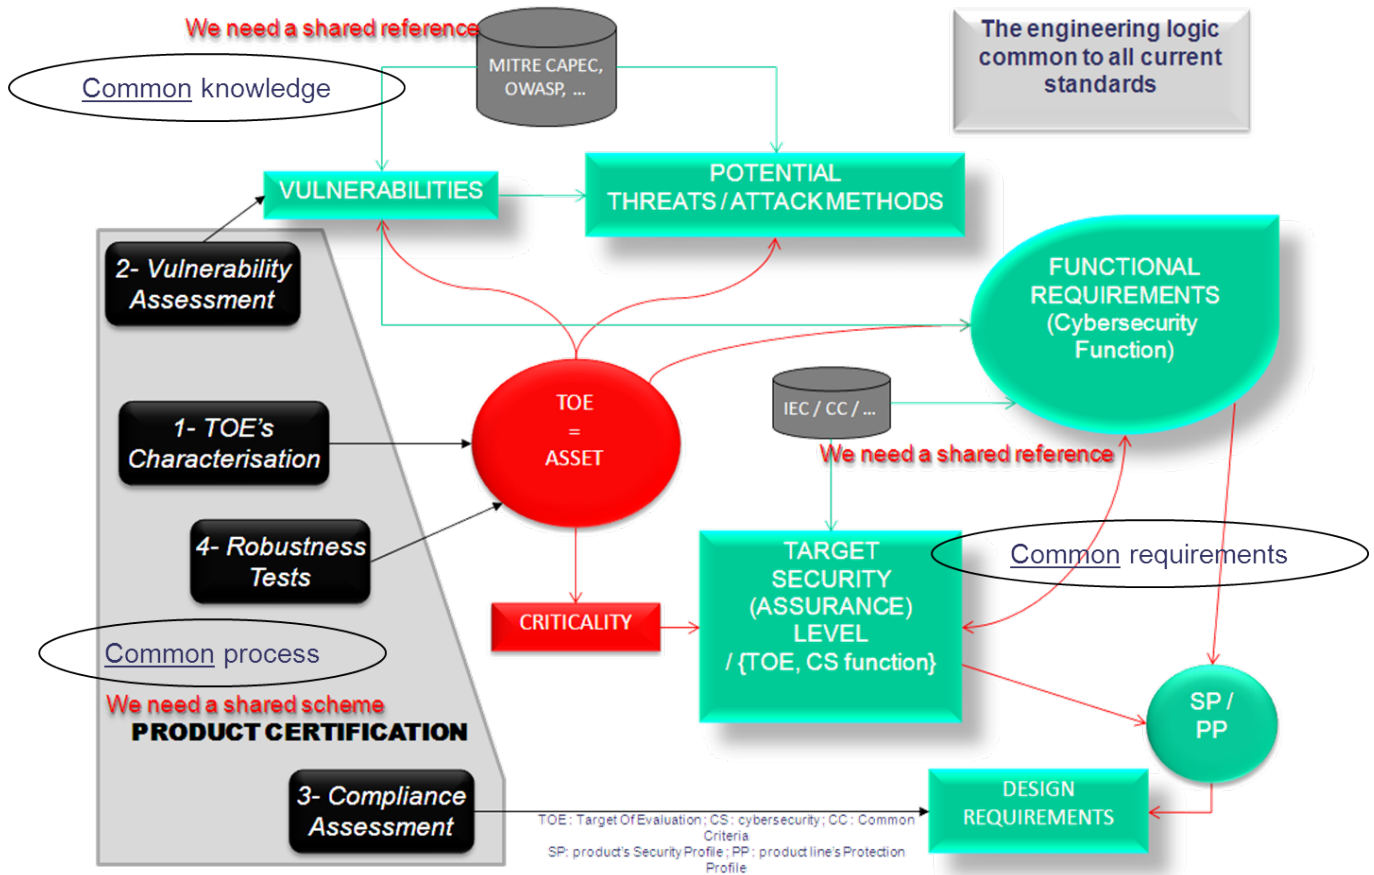 We need a shared reference
MITRE CAPEC,
OWASP, ...
The engineering logic
common to all current
standards
Common knowledge
VULNERABILITIES
POTENTIAL
THREATS / ATTACK METHODS
2- Vulnerability
Assessment
FUNCTIONAL
REQUIREMENTS
(Cybersecurity
Function)
1- TOE's
Characterisation
TOE
=
ASSET
IEC / CC / ...
We need a shared reference
4- Robustness
Tests
TARGET
SECURITY
(ASSURANCE)
LEVEL
/ {TOE, CS function}
Common requirements
CRITICALITY
Common process
We need a shared scheme
PRODUCT CERTIFICATION
SP /
PP
3- Compliance
Assessment
DESIGN
REQUIREMENTS
TOE : Target Of Evaluation ; CS : cybersecurity ; CC : Common
Criteria
SP: product's Security Profile ; PP : product line's Protection
Profile